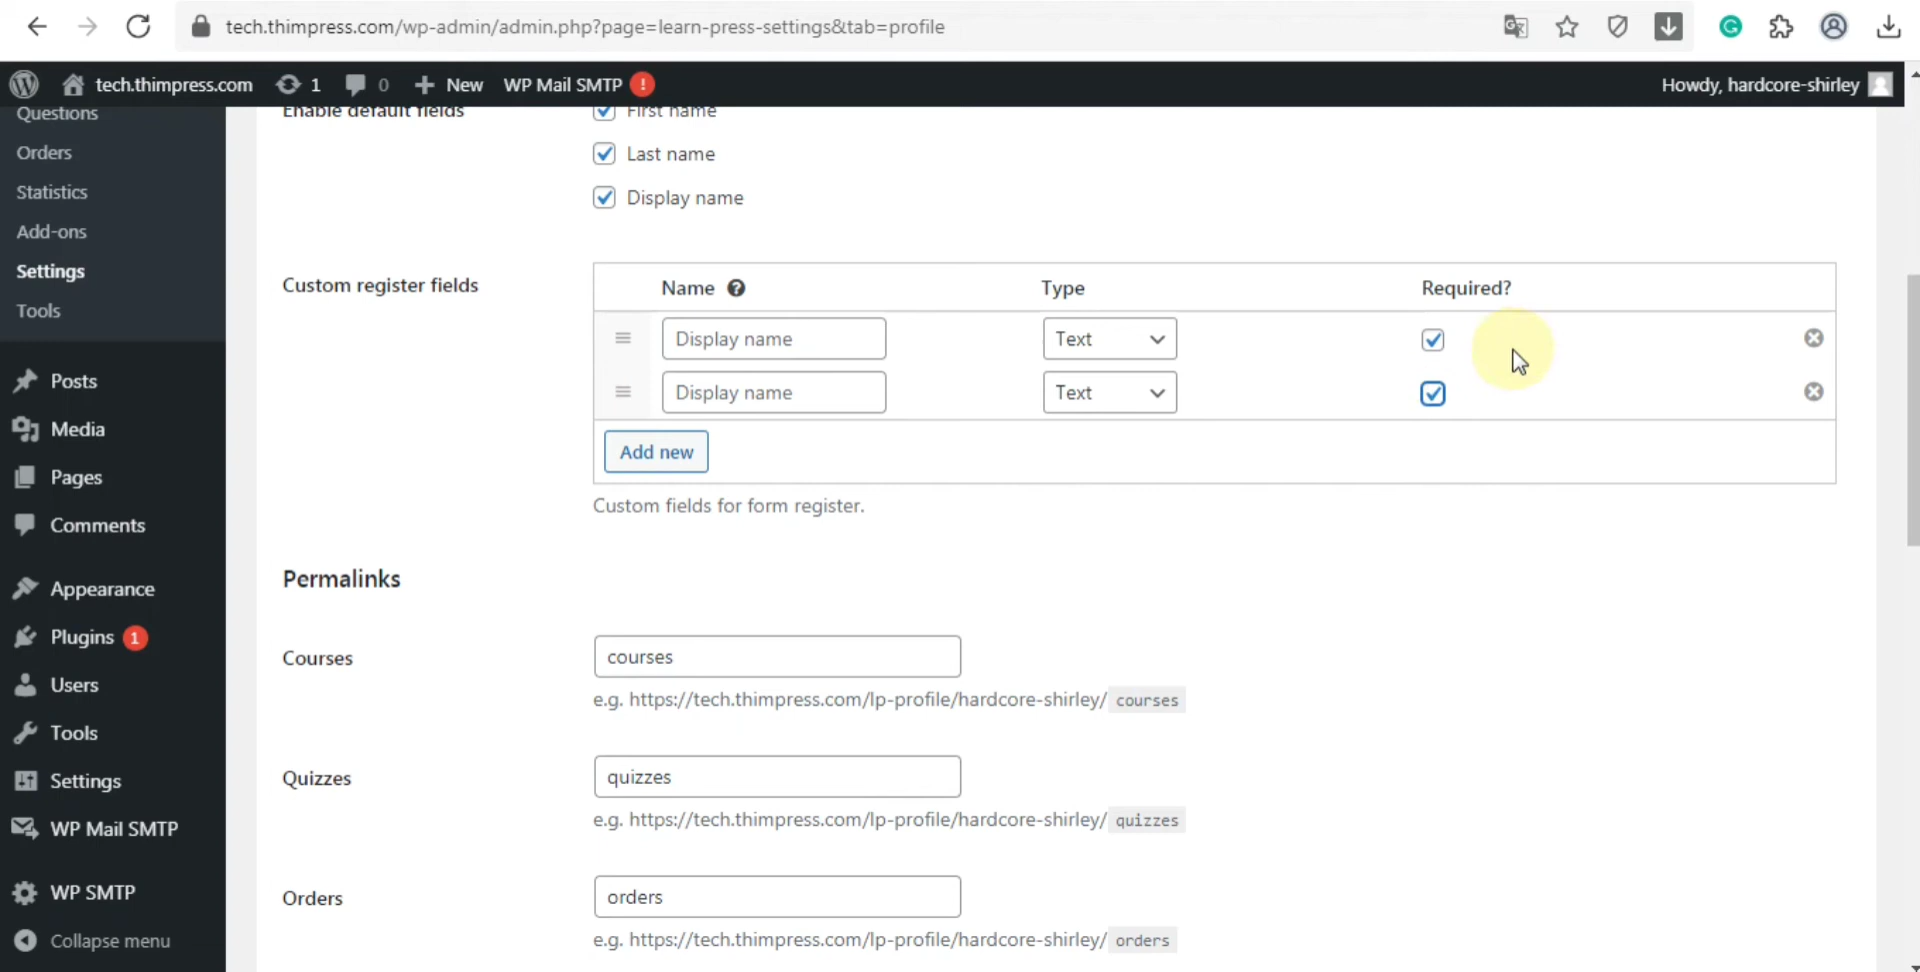 tech.thimpress.com/wp-admin/admin.php?page=learn-press-settings&tab=profile
tech.thimpress.com 1 0 New WP Mail SMTP ! Howdy, hardcore-shirley
Questions
Orders
Statistics
Add-ons
Settings
Tools
Posts
Media
Pages
Comments
Appearance
Plugins 1
Users
Tools
Settings
WP Mail SMTP
WP SMTP
Collapse menu
Enable default fields
First name
Last name
Display name
Custom register fields
Name ? Type Required?
Display name Text
Display name Text
Add new
Custom fields for form register.
Permalinks
Courses
courses
e.g. https://tech.thimpress.com/lp-profile/hardcore-shirley/ courses
Quizzes
quizzes
e.g. https://tech.thimpress.com/lp-profile/hardcore-shirley/ quizzes
Orders
orders
e.g. https://tech.thimpress.com/lp-profile/hardcore-shirley/ orders